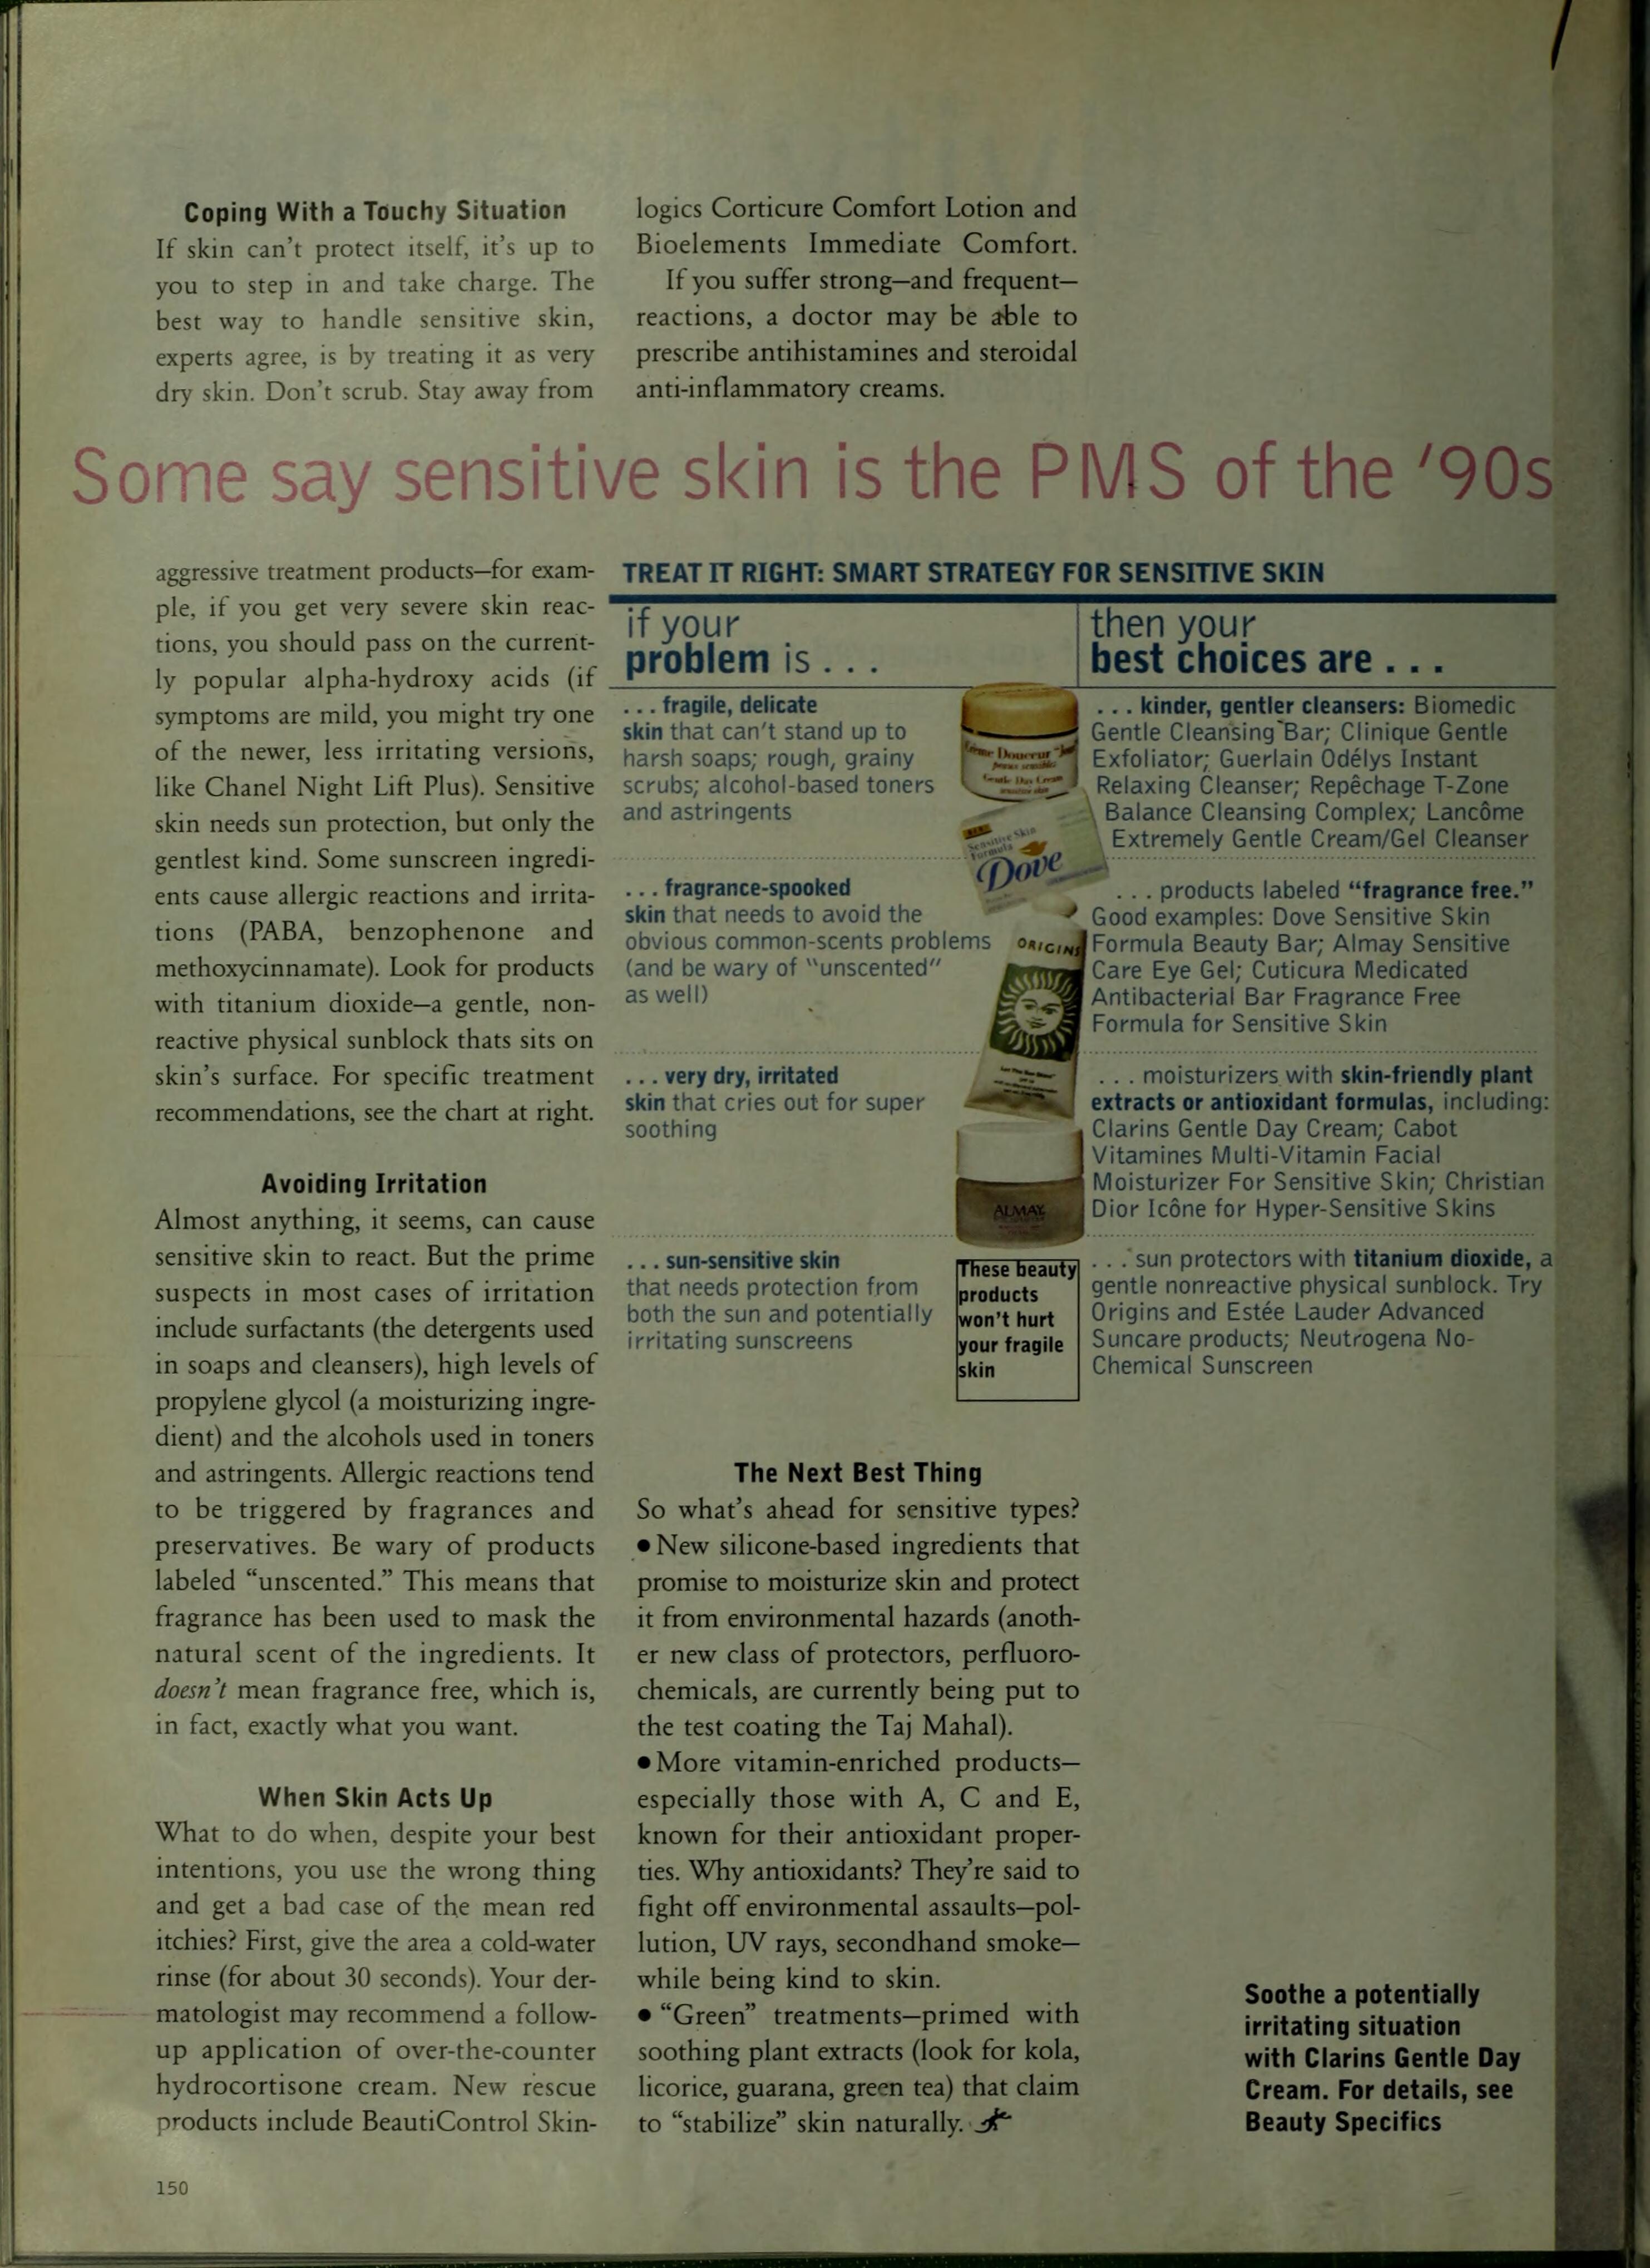 Coping With a Touchy Situation
If skin can't protect itself, it's up to
you to step in and take charge. The
best way to handle sensitive skin,
experts agree, is by treating it as very
dry skin. Don't scrub. Stay away from
logics Corticure Comfort Lotion and
Bioelements Immediate Comfort.
If you suffer strong—and frequent—
reactions, a doctor may be able to
prescribe antihistamines and steroidal
anti-inflammatory creams.
Some say sensitive skin is the PMS of the '90s
aggressive treatment products—for exam-
ple, if you get very severe skin reac-
tions, you should pass on the current-
ly popular alpha-hydroxy acids (if
symptoms are mild, you might try one
of the newer, less irritating versions,
like Chanel Night Lift Plus). Sensitive
skin needs sun protection, but only the
gentlest kind. Some sunscreen ingredi-
ents cause allergic reactions and irrita-
tions (PABA, benzophenone and
methoxycinnamate). Look for products
with titanium dioxide—a gentle, non-
reactive physical sunblock thats sits on
skin's surface. For specific treatment
recommendations, see the chart at right.
Avoiding Irritation
Almost anything, it seems, can cause
sensitive skin to react. But the prime
suspects in most cases of irritation
include surfactants (the detergents used
in soaps and cleansers), high levels of
propylene glycol (a moisturizing ingre-
dient) and the alcohols used in toners
and astringents. Allergic reactions tend
to be triggered by fragrances and
preservatives. Be wary of products
labeled "unscented." This means that
fragrance has been used to mask the
natural scent of the ingredients. It
doesn't mean fragrance free, which is,
in fact, exactly what you want.
When Skin Acts Up
What to do when, despite your best
intentions, you use the wrong thing
and get a bad case of the mean red
itchies? First, give the area a cold-water
rinse (for about 30 seconds). Your der-
matologist may recommend a follow-
up application of over-the-counter
hydrocortisone cream. New rescue
products include BeautiControl Skin-
TREAT IT RIGHT: SMART STRATEGY FOR SENSITIVE SKIN
if your
problem is . . .
then your
best choices are . . .
. . . fragile, delicate
skin that can't stand up to
harsh soaps; rough, grainy
scrubs; alcohol-based toners
and astringents
. . . kinder, gentler cleansers: Biomedic
Gentle Cleansing Bar; Clinique Gentle
Exfoliator; Guerlain Odélys Instant
Relaxing Cleanser; Repêchage T-Zone
Balance Cleansing Complex; Lancôme
Extremely Gentle Cream/Gel Cleanser
. . . fragrance-spooked
skin that needs to avoid the
obvious common-scents problems
(and be wary of "unscented"
as well)
. . . products labeled "fragrance free."
Good examples: Dove Sensitive Skin
Formula Beauty Bar; Almay Sensitive
Care Eye Gel; Cuticura Medicated
Antibacterial Bar Fragrance Free
Formula for Sensitive Skin
. . . very dry, irritated
skin that cries out for super
soothing
. . . moisturizers with skin-friendly plant
extracts or antioxidant formulas, including:
Clarins Gentle Day Cream; Cabot
Vitamines Multi-Vitamin Facial
Moisturizer For Sensitive Skin; Christian
Dior Icône for Hyper-Sensitive Skins
. . . sun-sensitive skin
that needs protection from
both the sun and potentially
irritating sunscreens
. . . sun protectors with titanium dioxide, a
gentle nonreactive physical sunblock. Try
Origins and Estée Lauder Advanced
Suncare products; Neutrogena No-
Chemical Sunscreen
Gentle Day Cream
Sensitive Skin
Formula
Dove
ORIGINS
ALMAY
These beauty
products
won't hurt
your fragile
skin
The Next Best Thing
So what's ahead for sensitive types?
● New silicone-based ingredients that
promise to moisturize skin and protect
it from environmental hazards (anoth-
er new class of protectors, perfluoro-
chemicals, are currently being put to
the test coating the Taj Mahal).
● More vitamin-enriched products—
especially those with A, C and E,
known for their antioxidant proper-
ties. Why antioxidants? They're said to
fight off environmental assaults—pol-
lution, UV rays, secondhand smoke—
while being kind to skin.
● "Green" treatments—primed with
soothing plant extracts (look for kola,
licorice, guarana, green tea) that claim
to "stabilize" skin naturally.
Soothe a potentially
irritating situation
with Clarins Gentle Day
Cream. For details, see
Beauty Specifics
150